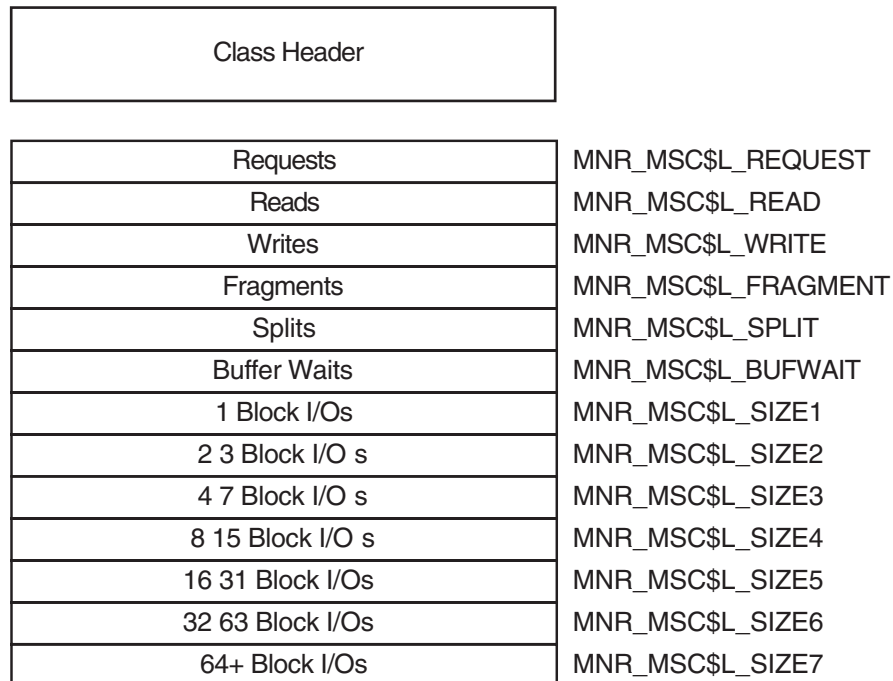 Class Header
Requests MNR_MSC$L_REQUEST
Reads MNR_MSC$L_READ
Writes MNR_MSC$L_WRITE
Fragments MNR_MSC$L_FRAGMENT
Splits MNR_MSC$L_SPLIT
Buffer Waits MNR_MSC$L_BUFWAIT
1 Block I/Os MNR_MSC$L_SIZE1
2 3 Block I/O s MNR_MSC$L_SIZE2
4 7 Block I/O s MNR_MSC$L_SIZE3
8 15 Block I/O s MNR_MSC$L_SIZE4
16 31 Block I/Os MNR_MSC$L_SIZE5
32 63 Block I/Os MNR_MSC$L_SIZE6
64+ Block I/Os MNR_MSC$L_SIZE7